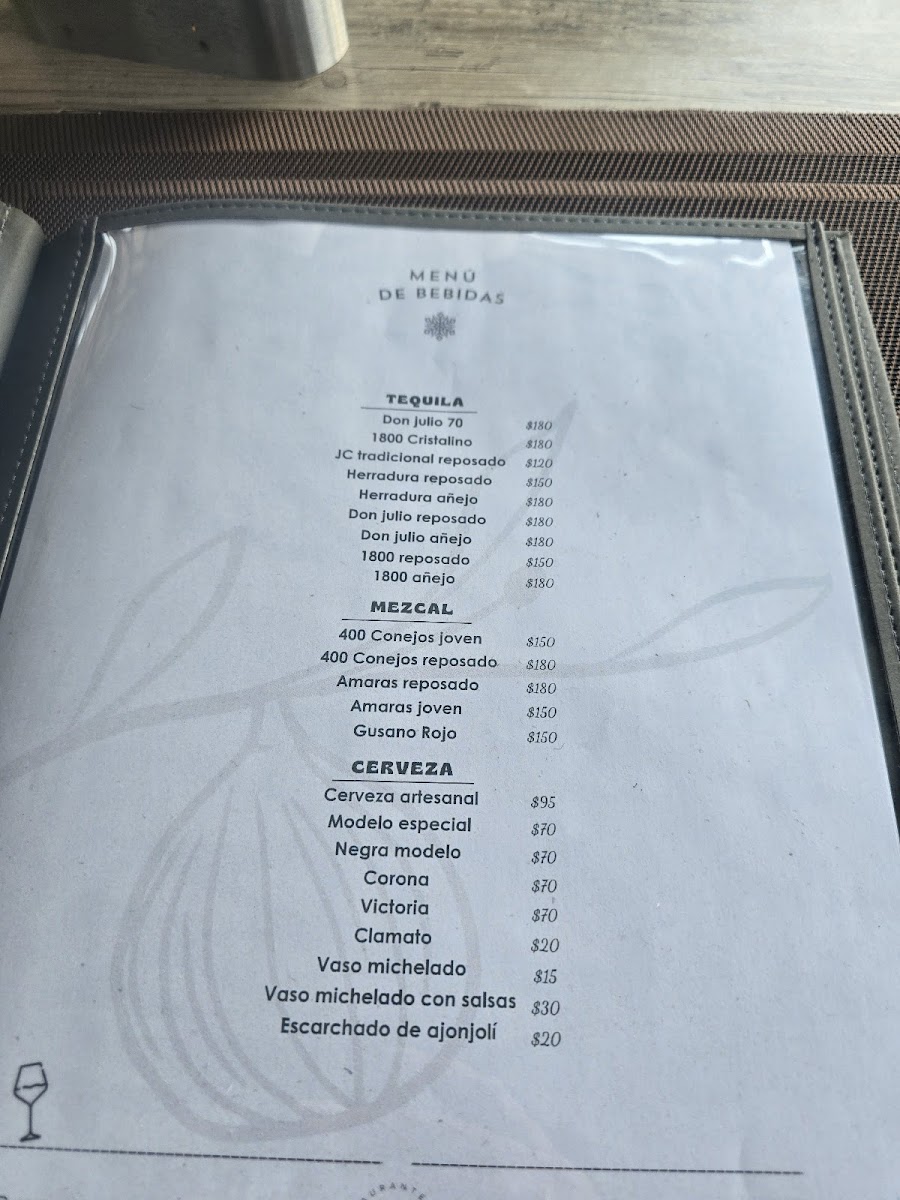 MENÚ
DE BEBIDAS
TEQUILA
Don julio 70 $180
1800 Cristalino $180
JC tradicional reposado $120
Herradura reposado $150
Herradura añejo $180
Don julio reposado $180
Don julio añejo $180
1800 reposado $150
1800 añejo $180
MEZCAL
400 Conejos joven $150
400 Conejos reposado $180
Amaras reposado $180
Amaras joven $150
Gusano Rojo $150
CERVEZA
Cerveza artesanal $95
Modelo especial $70
Negra modelo $70
Corona $70
Victoria $70
Clamato $20
Vaso michelado $15
Vaso michelado con salsas $30
Escarchado de ajonjolí $20